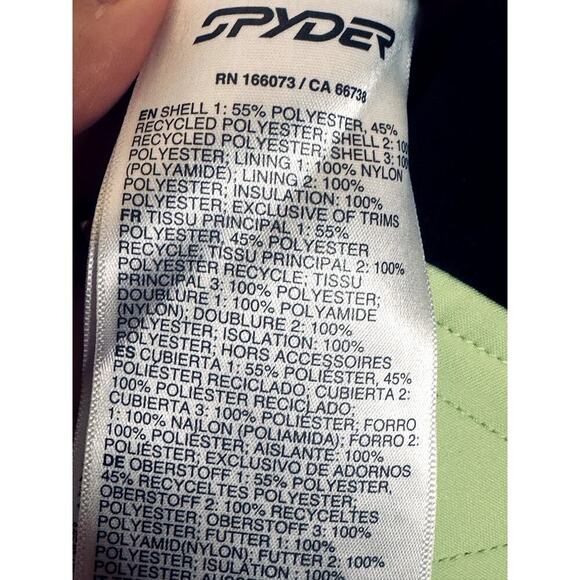 SPYDER
RN 166073 / CA 66738
EN SHELL 1: 55% POLYESTER, 45%
RECYCLED POLYESTER; SHELL 2: 100%
RECYCLED POLYESTER; SHELL 3: 100%
POLYESTER; LINING 1: 100% NYLON
(POLYAMIDE); LINING 2: 100%
POLYESTER; INSULATION: 100%
POLYESTER; EXCLUSIVE OF TRIMS
FR TISSU PRINCIPAL 1: 55%
POLYESTER, 45% POLYESTER
RECYCLE; TISSU PRINCIPAL 2: 100%
POLYESTER RECYCLE; TISSU
PRINCIPAL 3: 100% POLYESTER;
DOUBLURE 1: 100% POLYAMIDE
(NYLON); DOUBLURE 2: 100%
POLYESTER; ISOLATION: 100%
POLYESTER; HORS ACCESSOIRES
ES CUBIERTA 1: 55% POLIÉSTER, 45%
POLIÉSTER RECICLADO; CUBIERTA 2:
100% POLIÉSTER RECICLADO;
CUBIERTA 3: 100% POLIÉSTER; FORRO
1: 100% NAILON (POLIAMIDA); FORRO 2:
100% POLIÉSTER; AISLANTE: 100%
POLIÉSTER; EXCLUSIVO DE ADORNOS
DE OBERSTOFF 1: 55% POLYESTER,
45% RECYCELTES POLYESTER;
OBERSTOFF 2: 100% RECYCELTES
POLYESTER; OBERSTOFF 3: 100%
POLYESTER; FUTTER 1: 100%
POLYAMID(NYLON); FUTTER 2: 100%
POLYESTER; ISOLATION: 100%